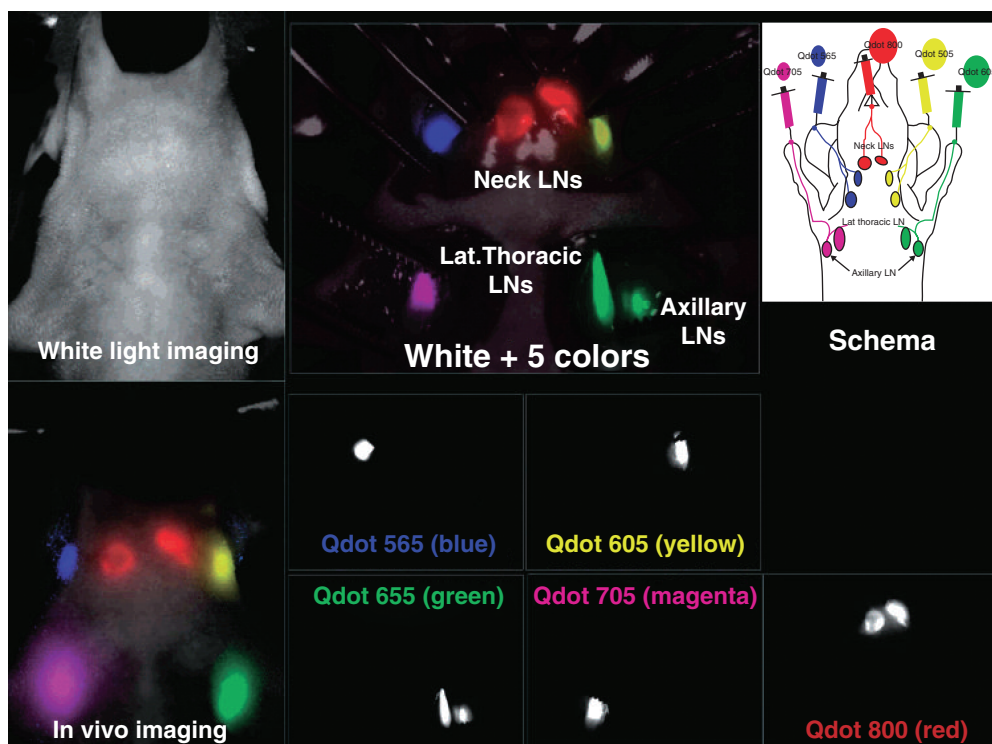 White light imaging
Neck LNs
Lat.Thoracic
LNs
Axillary
LNs
White + 5 colors
Qdot 800
Qdot 565
Qdot 505
Qdot 705
Qdot 60
Neck LNs
Lat thoracic LN
Axillary LN
Schema
In vivo imaging
Qdot 565 (blue)
Qdot 605 (yellow)
Qdot 655 (green)
Qdot 705 (magenta)
Qdot 800 (red)